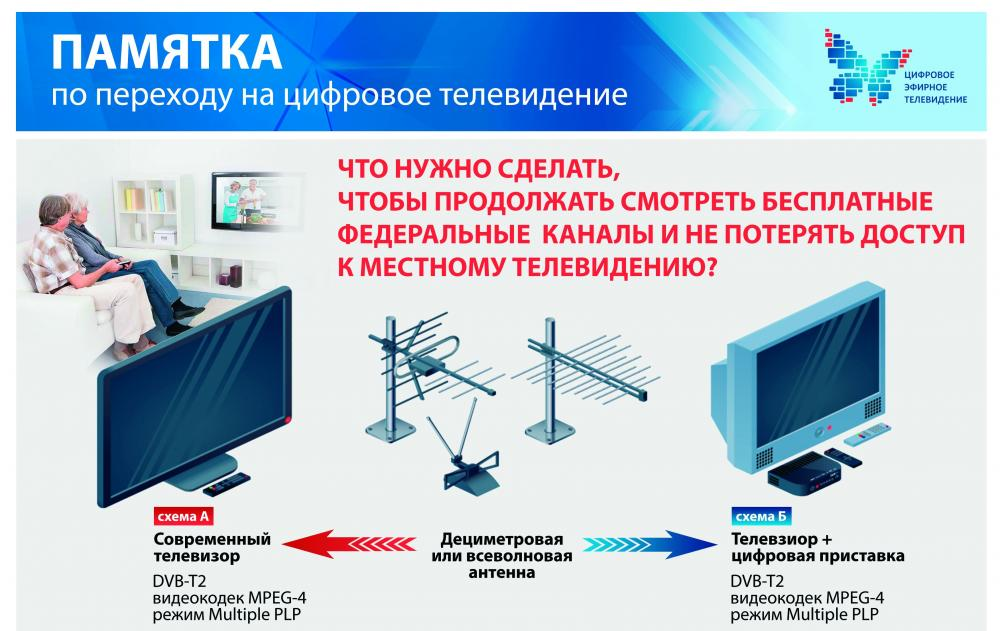 ПАМЯТКА
по переходу на цифровое телевидение
ЦИФРОВОЕ
ЭФИРНОЕ
ТЕЛЕВИДЕНИЕ
ЧТО НУЖНО СДЕЛАТЬ,
ЧТОБЫ ПРОДОЛЖАТЬ СМОТРЕТЬ БЕСПЛАТНЫЕ
ФЕДЕРАЛЬНЫЕ КАНАЛЫ И НЕ ПОТЕРЯТЬ ДОСТУП
К МЕСТНОМУ ТЕЛЕВИДЕНИЮ?
схема А
Современный
телевизор
DVB-T2
видеокодек MPEG-4
режим Multiple PLP
Дециметровая
или всеволновая
антенна
схема Б
Телевзиор +
цифровая приставка
DVB-T2
видеокодек MPEG-4
режим Multiple PLP